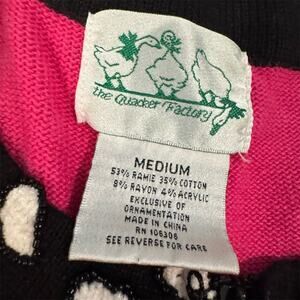 the Quacker Factory
MEDIUM
53% RAMIE 35% COTTON
8% RAYON 4% ACRYLIC
EXCLUSIVE OF
ORNAMENTATION
MADE IN CHINA
RN 106306
SEE REVERSE FOR CARE